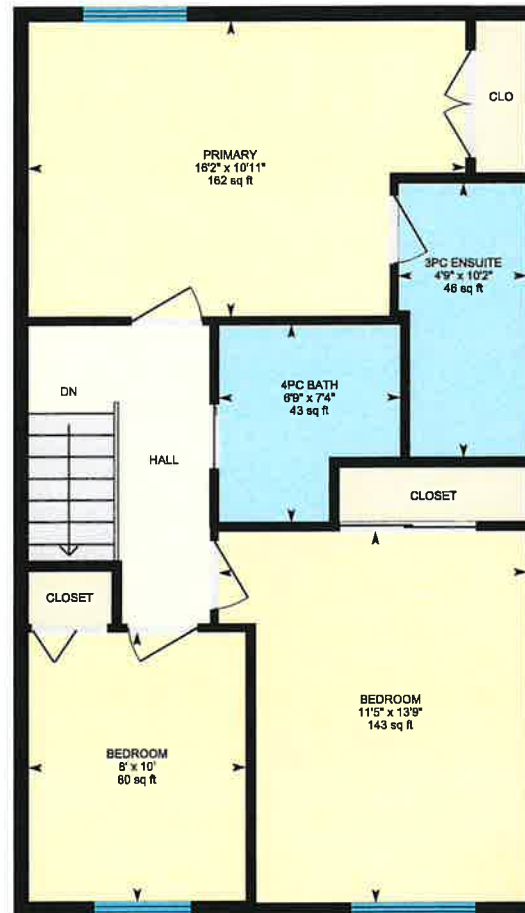 CLO
PRIMARY
16'2" x 10'11"
162 sq ft
3PC ENSUITE
4'9" x 10'2"
46 sq ft
DN
4PC BATH
6'9" x 7'4"
43 sq ft
HALL
CLOSET
CLOSET
BEDROOM
11'5" x 13'9"
143 sq ft
BEDROOM
8' x 10'
80 sq ft